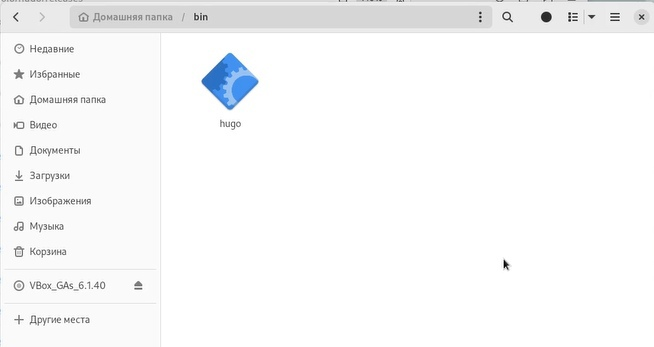 Домашняя папка / bin
Недавние
Избранные
Домашняя папка
Видео
Документы
Загрузки
Изображения
Музыка
Корзина
VBox_GAs_6.1.40
Другие места
hugo